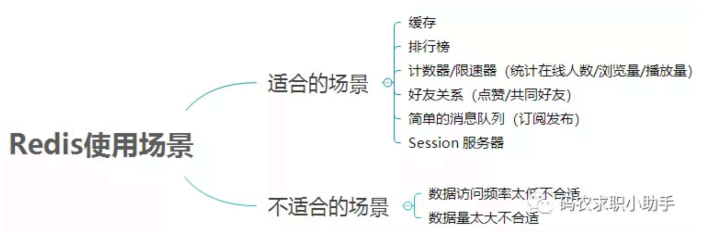 Redis使用场景
适合的场景
缓存
排行榜
计数器/限速器（统计在线人数/浏览量/播放量）
好友关系（点赞/共同好友）
简单的消息队列（订阅发布）
Session 服务器
不适合的场景
数据访问频率太低不合适
数据量太大不合适
码农求职小助手